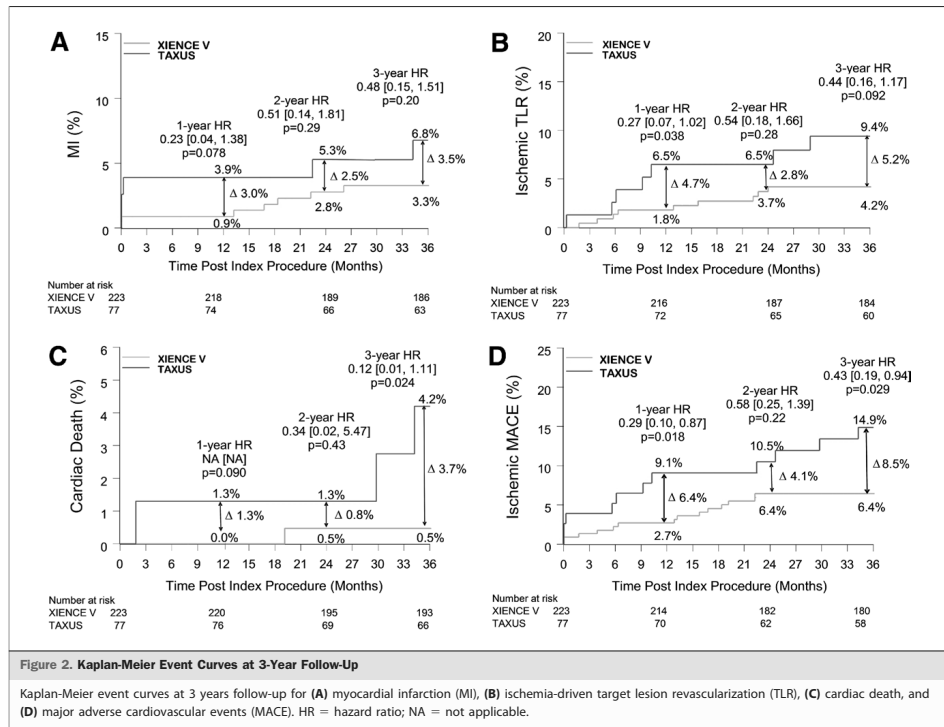 A
XIENCE V
TAXUS
15
10
5
0
MI (%)
1-year HR
0.23 [0.04, 1.38]
p=0.078
2-year HR
0.51 [0.14, 1.81]
p=0.29
3-year HR
0.48 [0.15, 1.51]
p=0.20
3.9%
Δ 3.0%
0.9%
5.3%
Δ 2.5%
2.8%
6.8%
Δ 3.5%
3.3%
0 3 6 9 12 15 18 21 24 27 30 33 36
Time Post Index Procedure (Months)
Number at risk
XIENCE V 223 218 189 186
TAXUS 77 74 66 63
B
XIENCE V
TAXUS
20
15
10
5
0
Ischemic TLR (%)
1-year HR
0.27 [0.07, 1.02]
p=0.038
2-year HR
0.54 [0.18, 1.66]
p=0.28
3-year HR
0.44 [0.16, 1.17]
p=0.092
6.5%
Δ 4.7%
1.8%
6.5%
Δ 2.8%
3.7%
9.4%
Δ 5.2%
4.2%
0 3 6 9 12 15 18 21 24 27 30 33 36
Time Post Index Procedure (Months)
Number at risk
XIENCE V 223 216 187 184
TAXUS 77 72 65 60
C
XIENCE V
TAXUS
6
5
4
3
2
1
0
Cardiac Death (%)
1-year HR
NA [NA]
p=0.090
2-year HR
0.34 [0.02, 5.47]
p=0.43
3-year HR
0.12 [0.01, 1.11]
p=0.024
1.3%
Δ 1.3%
0.0%
1.3%
Δ 0.8%
0.5%
4.2%
Δ 3.7%
0.5%
0 3 6 9 12 15 18 21 24 27 30 33 36
Time Post Index Procedure (Months)
Number at risk
XIENCE V 223 220 195 193
TAXUS 77 76 69 66
D
XIENCE V
TAXUS
25
20
15
10
5
0
Ischemic MACE (%)
1-year HR
0.29 [0.10, 0.87]
p=0.018
2-year HR
0.58 [0.25, 1.39]
p=0.22
3-year HR
0.43 [0.19, 0.94]
p=0.029
9.1%
Δ 6.4%
2.7%
10.5%
Δ 4.1%
6.4%
14.9%
Δ 8.5%
6.4%
0 3 6 9 12 15 18 21 24 27 30 33 36
Time Post Index Procedure (Months)
Number at risk
XIENCE V 223 214 182 180
TAXUS 77 70 62 58
Figure 2. Kaplan-Meier Event Curves at 3-Year Follow-Up
Kaplan-Meier event curves at 3 years follow-up for (A) myocardial infarction (MI), (B) ischemia-driven target lesion revascularization (TLR), (C) cardiac death, and
(D) major adverse cardiovascular events (MACE). HR = hazard ratio; NA = not applicable.